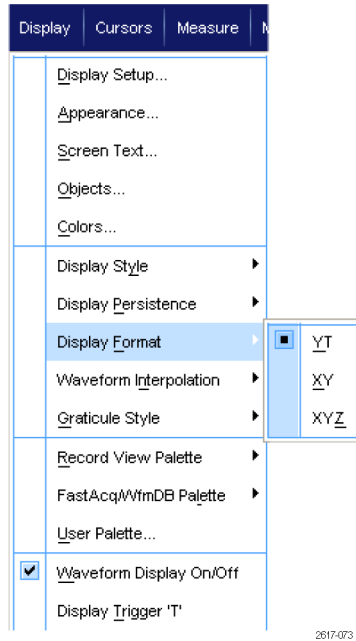 Display Cursors Measure
Display Setup...
Appearance...
Screen Text...
Objects...
Colors...
Display Style
Display Persistence
Display Format
YT
Waveform Interpolation
XY
Graticule Style
XYZ
Record View Palette
FastAcq/WfmDB Palette
User Palette...
Waveform Display On/Off
Display Trigger 'T'
2617-073